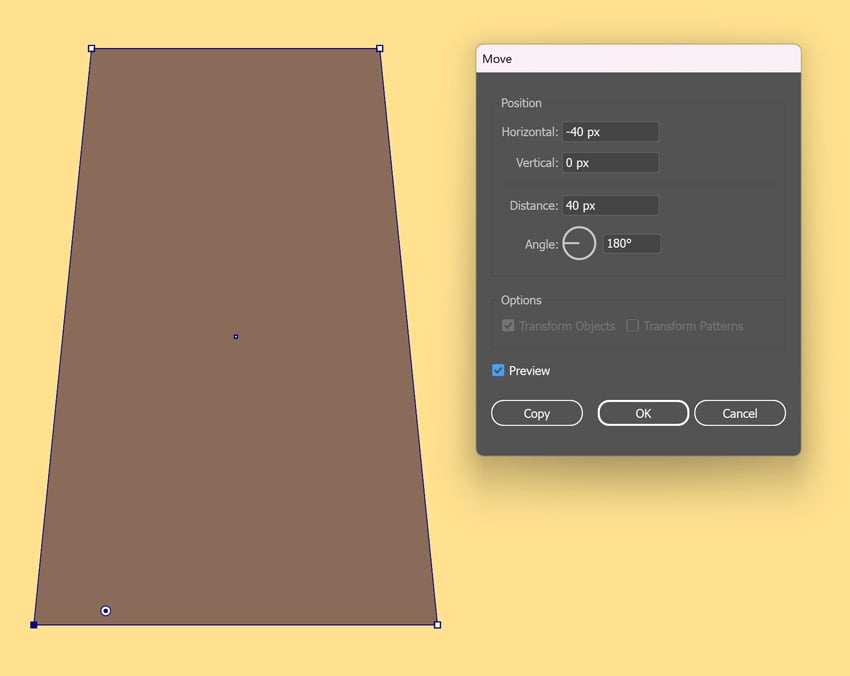 Move
Position
Horizontal: -40 px
Vertical: 0 px
Distance: 40 px
Angle: 180°
Options
Transform Objects Transform Patterns
Preview
Copy OK Cancel